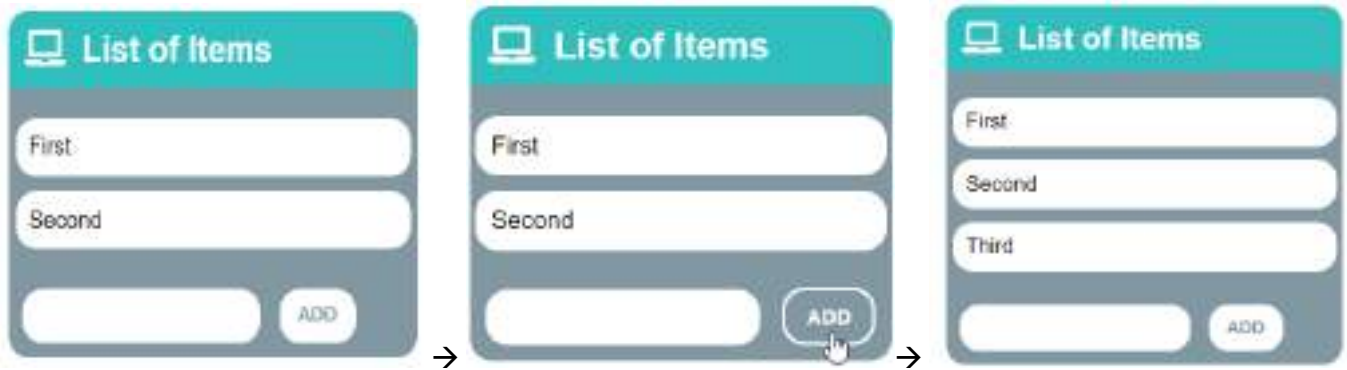 List of Items
First
Second
ADD
→
List of Items
First
Second
ADD
→
List of Items
First
Second
Third
ADD